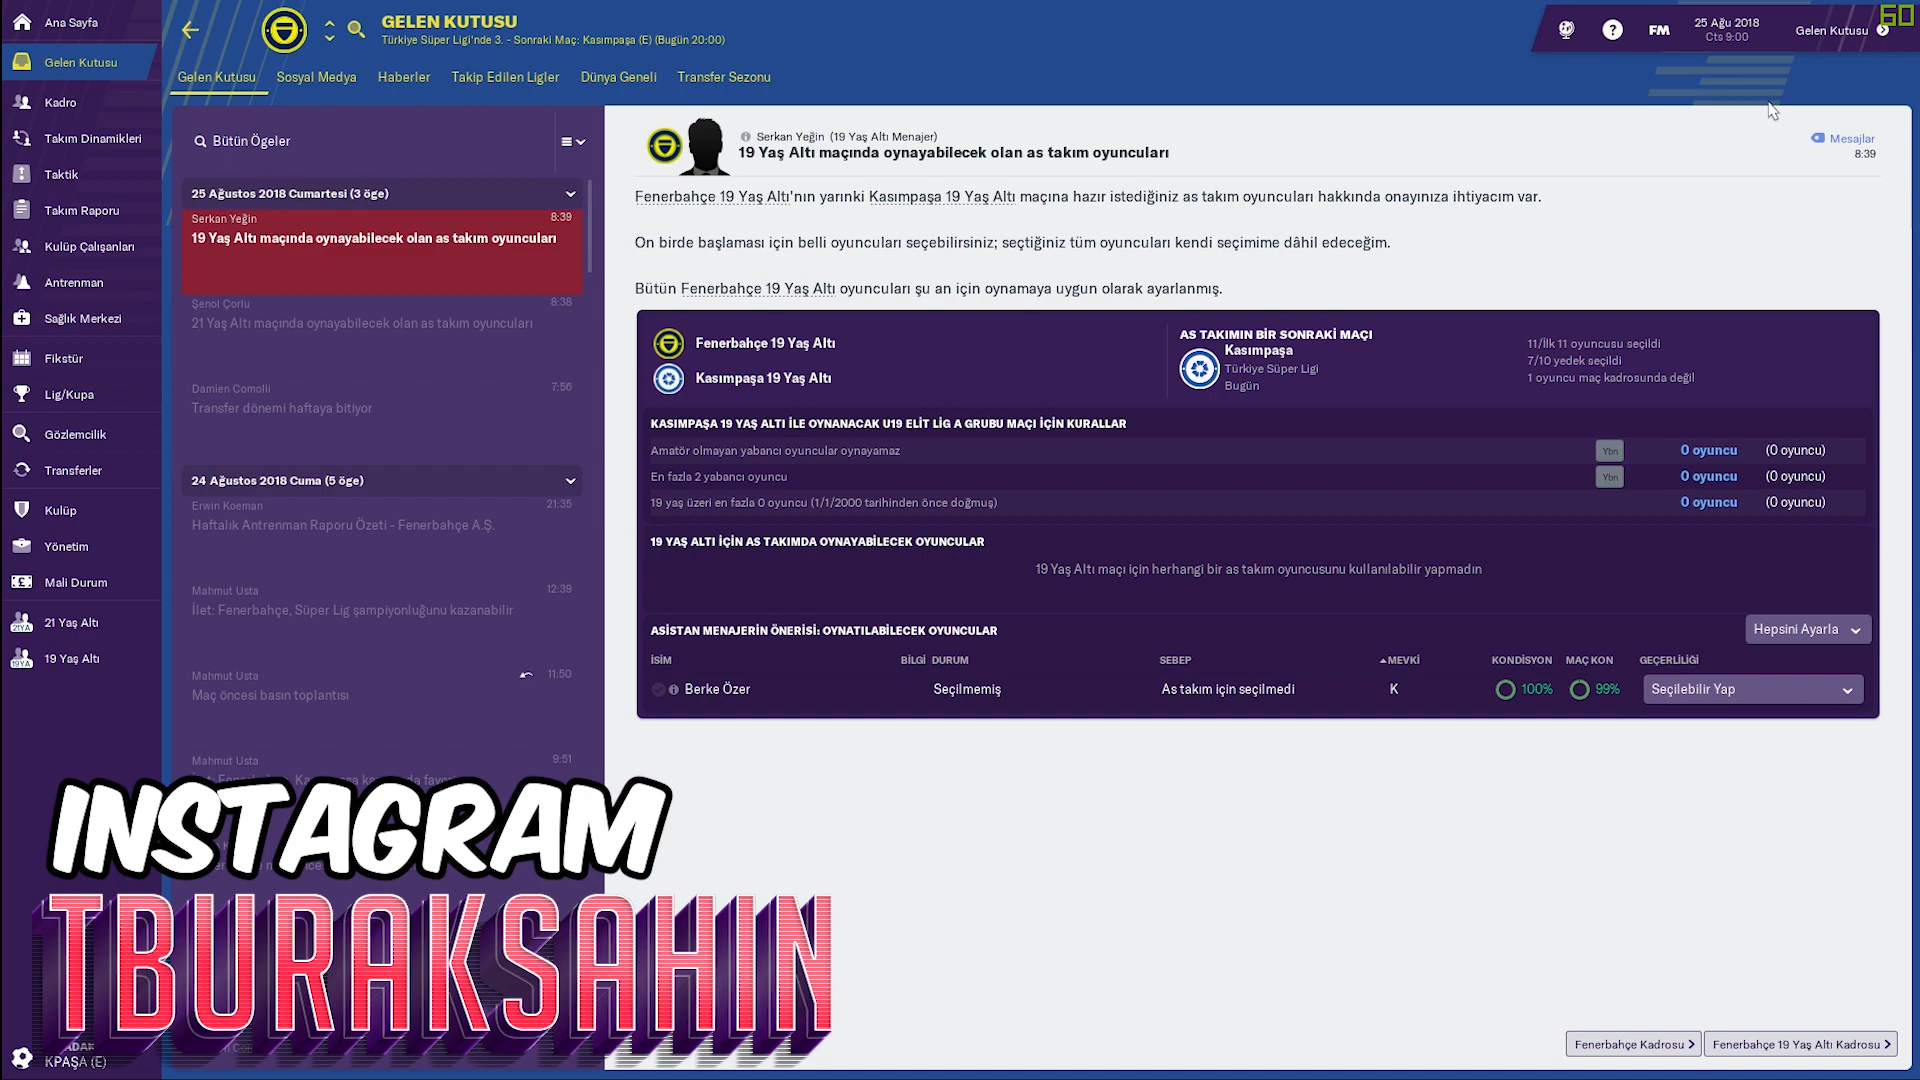 Ana Sayfa
Gelen Kutusu
Kadro
Takım Dinamikleri
Taktik
Takım Raporu
Kulüp Çalışanları
Antrenman
Sağlık Merkezi
Fikstür
Lig/Kupa
Gözlemcilik
Transferler
Kulüp
Yönetim
Mali Durum
21YA
21 Yaş Altı
19YA
19 Yaş Altı
KPAŞA (E)
GELEN KUTUSU
Türkiye Süper Ligi'nde 3. - Sonraki Maç: Kasımpaşa (E) (Bugün 20:00)
FM
25 Ağu 2018
Cts 9:00
Gelen Kutusu
60
Gelen Kutusu
Sosyal Medya
Haberler
Takip Edilen Ligler
Dünya Geneli
Transfer Sezonu
Bütün Ögeler
25 Ağustos 2018 Cumartesi (3 öge)
Serkan Yeğin 8:39
19 Yaş Altı maçında oynayabilecek olan as takım oyuncuları
Şenol Çorlu 8:38
21 Yaş Altı maçında oynayabilecek olan as takım oyuncuları
Damien Comolli 7:56
Transfer dönemi haftaya bitiyor
24 Ağustos 2018 Cuma (5 öge)
Erwin Koeman 21:35
Haftalık Antrenman Raporu Özeti - Fenerbahçe A.Ş.
Mahmut Usta 12:39
İlet: Fenerbahçe, Süper Lig şampiyonluğunu kazanabilir
Mahmut Usta 11:50
Maç öncesi basın toplantısı
Mahmut Usta 9:51
Serkan Yeğin (19 Yaş Altı Menajer)
19 Yaş Altı maçında oynayabilecek olan as takım oyuncuları
Mesajlar
8:39
Fenerbahçe 19 Yaş Altı'nın yarınki Kasımpaşa 19 Yaş Altı maçına hazır istediğiniz as takım oyuncuları hakkında onayınıza ihtiyacım var.
On birde başlaması için belli oyuncuları seçebilirsiniz; seçtiğiniz tüm oyuncuları kendi seçimime dâhil edeceğim.
Bütün Fenerbahçe 19 Yaş Altı oyuncuları şu an için oynamaya uygun olarak ayarlanmış.
Fenerbahçe 19 Yaş Altı
Kasımpaşa 19 Yaş Altı
AS TAKIMIN BİR SONRAKİ MAÇI
Kasımpaşa
Türkiye Süper Ligi
Bugün
11/İlk 11 oyuncusu seçildi
7/10 yedek seçildi
1 oyuncu maç kadrosunda değil
KASIMPAŞA 19 YAŞ ALTI İLE OYNANACAK U19 ELİT LİG A GRUBU MAÇI İÇİN KURALLAR
Amatör olmayan yabancı oyuncular oynayamaz Ybn 0 oyuncu (0 oyuncu)
En fazla 2 yabancı oyuncu Ybn 0 oyuncu (0 oyuncu)
19 yaş üzeri en fazla 0 oyuncu (1/1/2000 tarihinden önce doğmuş) 0 oyuncu (0 oyuncu)
19 YAŞ ALTI İÇİN AS TAKIMDA OYNAYABİLECEK OYUNCULAR
19 Yaş Altı maçı için herhangi bir as takım oyuncusunu kullanılabilir yapmadın
ASİSTAN MENAJERİN ÖNERİSİ: OYNATILABİLECEK OYUNCULAR
Hepsini Ayarla
İSİM BİLGİ DURUM SEBEP MEVKİ KONDİSYON MAÇ KON GEÇERLİLİĞİ
Berke Özer Seçilmemiş As takım için seçilmedi K 100% 99% Seçilebilir Yap
Fenerbahçe Kadrosu
Fenerbahçe 19 Yaş Altı Kadrosu
INSTAGRAM
TBURAKSAHIN